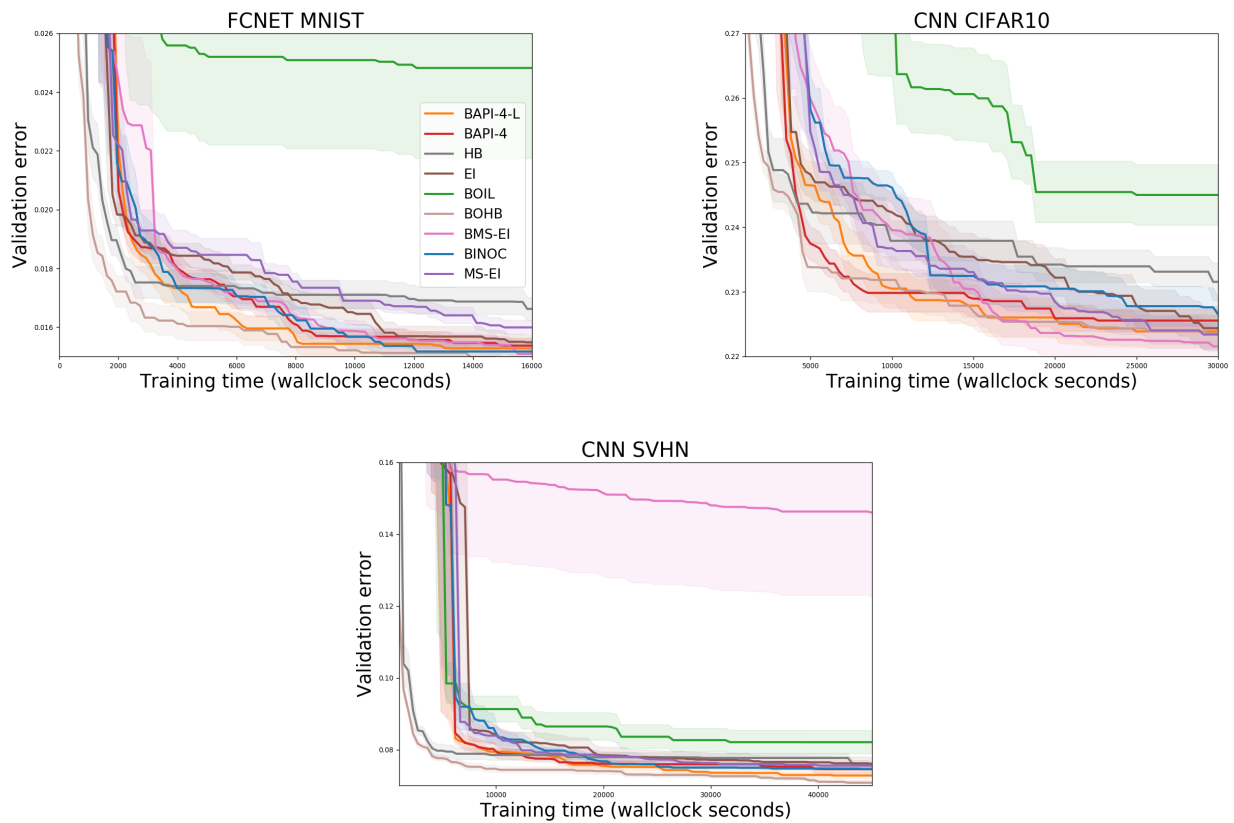 FCNET MNIST
0.026
0.024
0.022
0.020
0.018
0.016
0
2000
4000
6000
8000
10000
12000
14000
16000
Validation error
Training time (wallclock seconds)
BAPI-4-L
BAPI-4
HB
EI
BOIL
BOHB
BMS-EI
BINOC
MS-EI
CNN CIFAR10
0.27
0.26
0.25
0.24
0.23
0.22
5000
10000
15000
20000
25000
30000
Validation error
Training time (wallclock seconds)
CNN SVHN
0.16
0.14
0.12
0.10
0.08
10000
20000
30000
40000
Validation error
Training time (wallclock seconds)